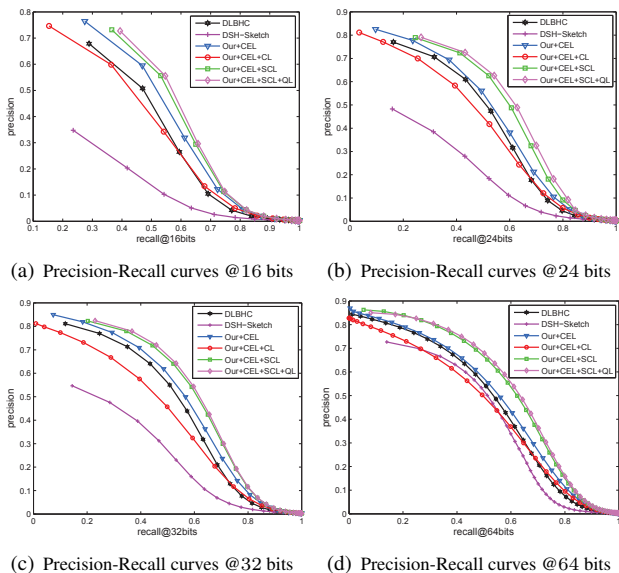 0.8
0.7
0.6
0.5
0.4
0.3
0.2
0.1
0
precision
0.1 0.2 0.3 0.4 0.5 0.6 0.7 0.8 0.9 1
recall@16bits
DLBHC
DSH-Sketch
Our+CEL
Our+CEL+CL
Our+CEL+SCL
Our+CEL+SCL+QL
(a) Precision-Recall curves @16 bits
0.9
0.8
0.7
0.6
0.5
0.4
0.3
0.2
0.1
0
precision
0 0.2 0.4 0.6 0.8 1
recall@24bits
DLBHC
DSH-Sketch
Our+CEL
Our+CEL+CL
Our+CEL+SCL
Our+CEL+SCL+QL
(b) Precision-Recall curves @24 bits
0.9
0.8
0.7
0.6
0.5
0.4
0.3
0.2
0.1
0
precision
0 0.2 0.4 0.6 0.8 1
recall@32bits
DLBHC
DSH-Sketch
Our+CEL
Our+CEL+CL
Our+CEL+SCL
Our+CEL+SCL+QL
(c) Precision-Recall curves @32 bits
0.9
0.8
0.7
0.6
0.5
0.4
0.3
0.2
0.1
0
precision
0 0.2 0.4 0.6 0.8 1
recall@64bits
DLBHC
DSH-Sketch
Our+CEL
Our+CEL+CL
Our+CEL+SCL
Our+CEL+SCL+QL
(d) Precision-Recall curves @64 bits